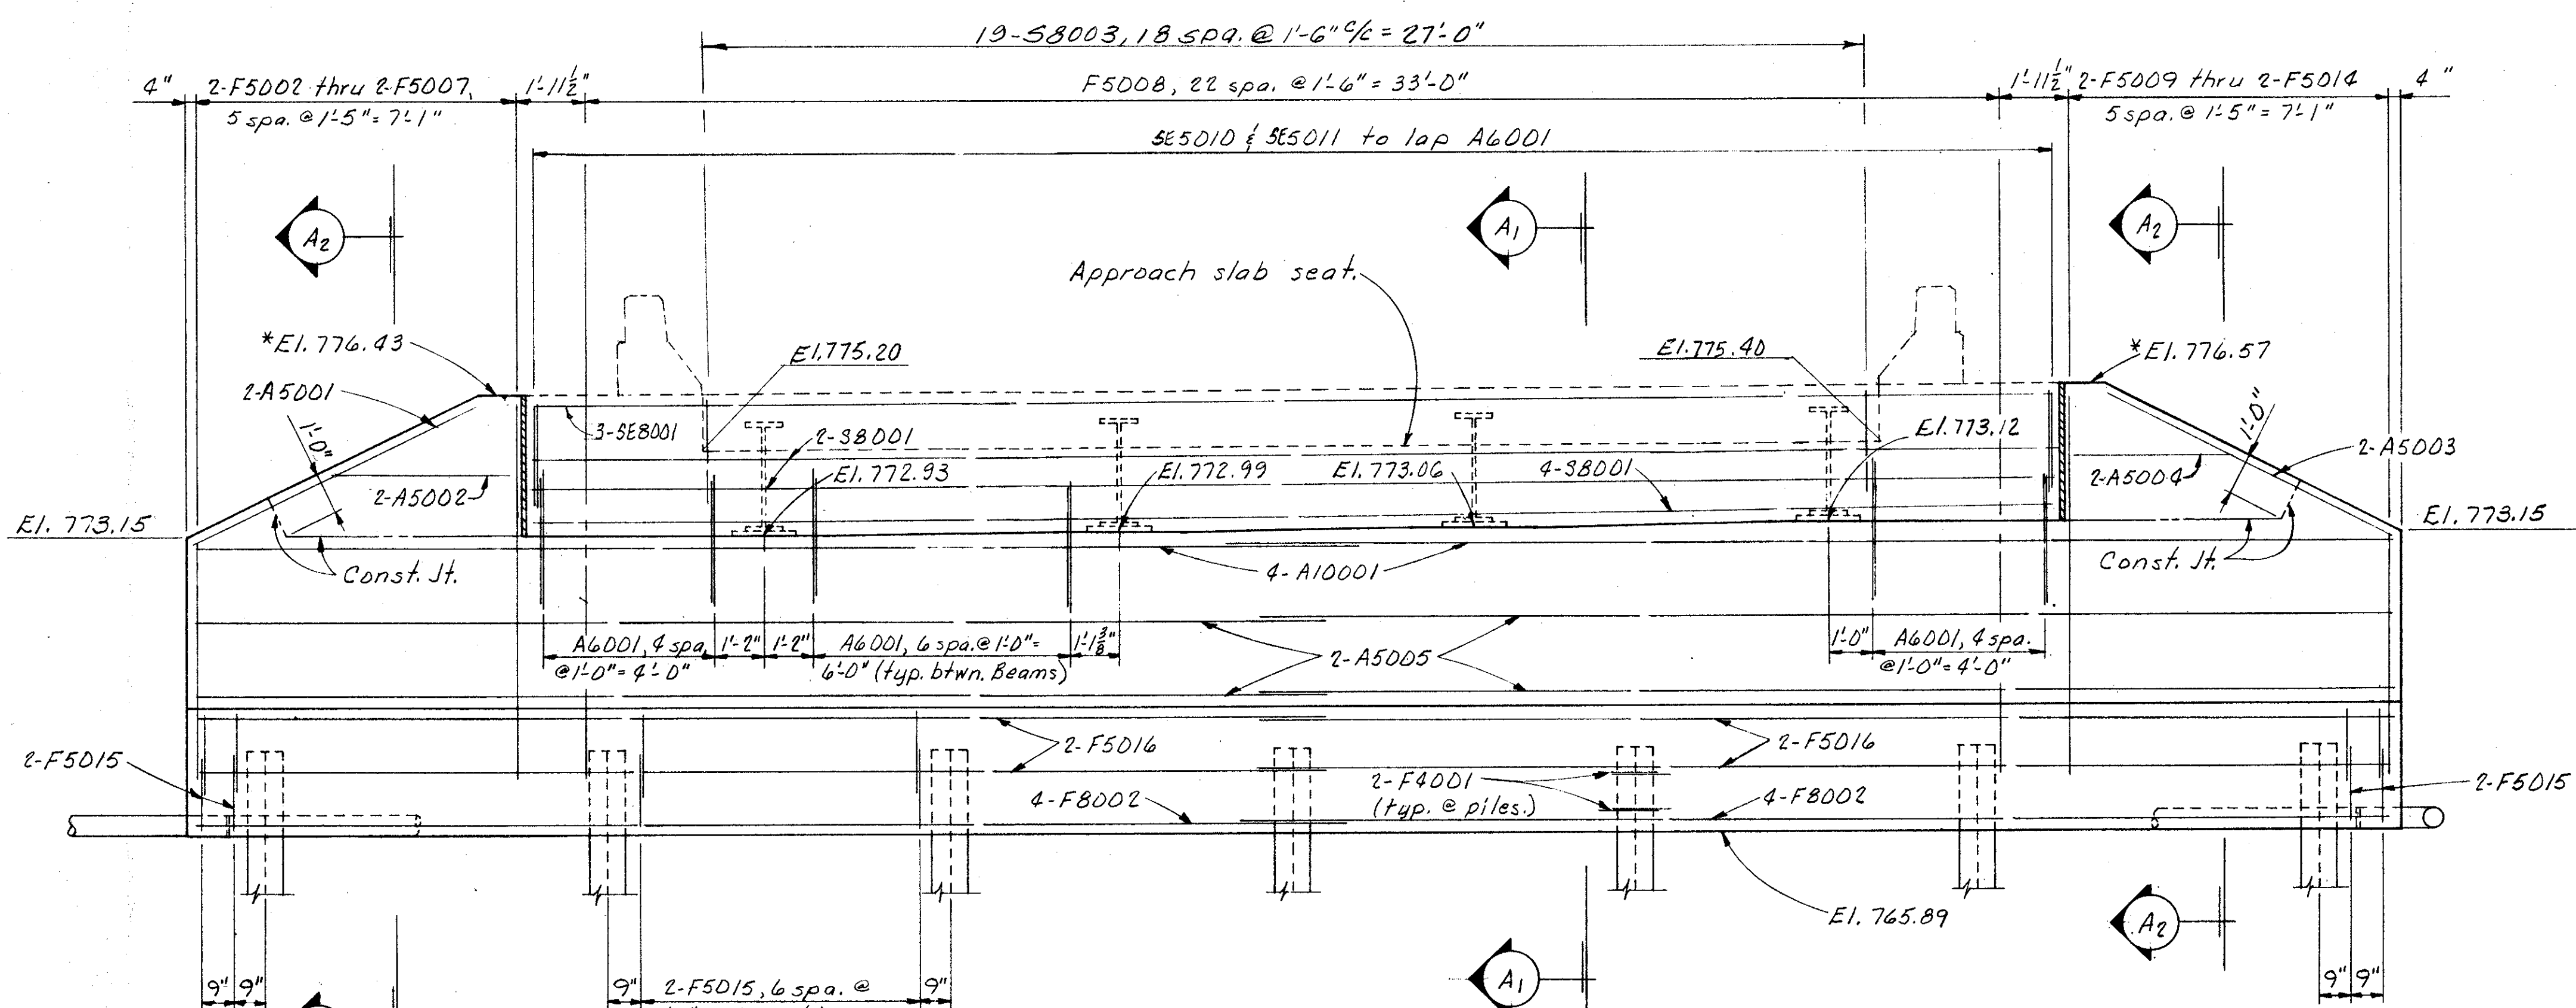 19-S8003, 18 spa. @ 1'-6" c/c = 27'-0"
4"
2-F5002 thru 2-F5007,
5 spa. @ 1'-5" = 7'-1"
1'-11½"
F5008, 22 spa. @ 1'-6" = 33'-0"
1'-11½"
2-F5009 thru 2-F5014
5 spa. @ 1'-5" = 7'-1"
4"
SE5010 & SE5011 to lap A6001
A2
A1
A2
Approach slab seat.
*El. 776.43
El. 775.20
El. 775.40
*El. 776.57
2-A5001
1'-0"
3-SE8001
2-S8001
El. 773.12
1'-0"
2-A5003
2-A5002
El. 772.93
El. 772.99
El. 773.06
4-S8001
2-A5004
El. 773.15
El. 773.15
Const. Jt.
4-A10001
Const. Jt.
A6001, 4 spa.
@ 1'-0" = 4'-0"
1'-2"
1'-2"
A6001, 6 spa. @ 1'-0" =
6'-0" (typ. btwn. Beams)
1'-1⅜"
2-A5005
1'-0"
A6001, 4 spa.
@ 1'-0" = 4'-0"
2-F5015
2-F5016
2-F5016
2-F4001
(typ. @ piles.)
2-F5015
4-F8002
4-F8002
El. 765.89
A1
A2
9"
9"
9"
2-F5015, 6 spa. @
9"
9"
9"